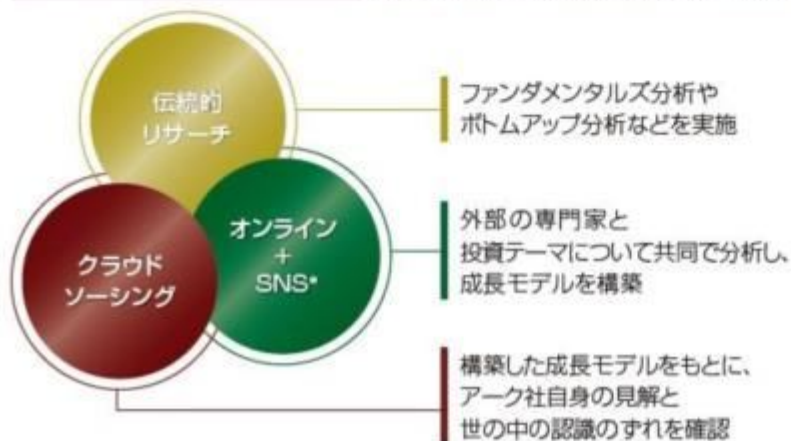 伝統的
リサーチ
ファンダメンタルズ分析や
ボトムアップ分析などを実施
オンライン
+
SNS*
外部の専門家と
投資テーマについて共同で分析し、
成長モデルを構築
クラウド
ソーシング
構築した成長モデルをもとに、
アーク社自身の見解と
世の中の認識のずれを確認